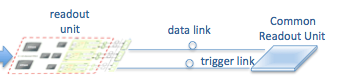 readout
unit
data link
trigger link
Common
Readout Unit